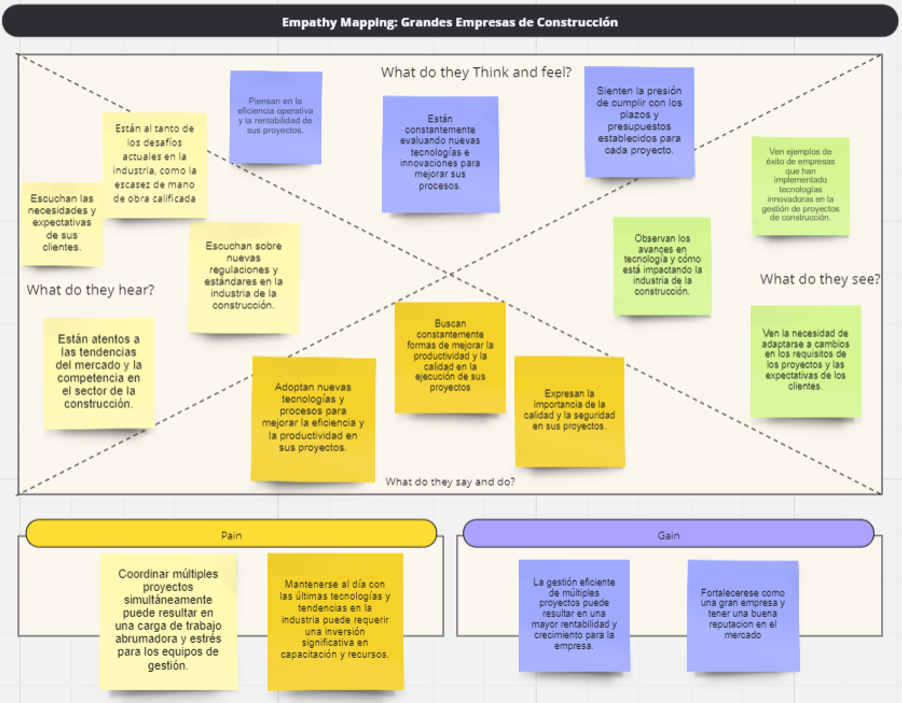 Empathy Mapping: Grandes Empresas de Construcción
What do they Think and feel?
Piensan en la
eficiencia operativa
y la rentabilidad de
sus proyectos.
Están
constantemente
evaluando nuevas
tecnologías e
innovaciones para
mejorar sus
procesos.
Sienten la presión
de cumplir con los
plazos y
presupuestos
establecidos para
cada proyecto.
Están al tanto de
los desafíos
actuales en la
industria, como la
escasez de mano
de obra calificada
Escuchan las
necesidades y
expectativas
de sus
clientes.
Escuchan sobre
nuevas
regulaciones y
estándares en la
industria de la
construcción.
What do they hear?
Están atentos a
las tendencias
del mercado y la
competencia en
el sector de la
construcción.
Ven ejemplos de
éxito de empresas
que han
implementado
tecnologías
innovadoras en la
gestión de proyectos
de construcción.
Observan los
avances en
tecnología y cómo
está impactando la
industria de la
construcción.
What do they see?
Ven la necesidad de
adaptarse a cambios
en los requisitos de
los proyectos y las
expectativas de los
clientes.
Adoptan nuevas
tecnologías y
procesos para
mejorar la eficiencia y
la productividad en
sus proyectos.
Buscan
constantemente
formas de mejorar la
productividad y la
calidad en la
ejecución de sus
proyectos
Expresan la
importancia de la
calidad y la seguridad
en sus proyectos.
What do they say and do?
Pain
Coordinar múltiples
proyectos
simultáneamente
puede resultar en
una carga de trabajo
abrumadora y estrés
para los equipos de
gestión.
Mantenerse al día con
las últimas tecnologías y
tendencias en la
industria puede requerir
una inversión
significativa en
capacitación y recursos.
Gain
La gestión eficiente
de múltiples
proyectos puede
resultar en una
mayor rentabilidad y
crecimiento para la
empresa.
Fortalecerese como
una gran empresa y
tener una buena
reputacion en el
mercado